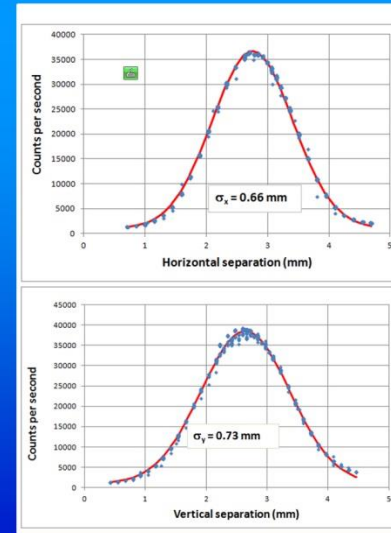 40000
35000
30000
25000
20000
15000
10000
5000
0
Counts per second
σx = 0.66 mm
0 1 2 3 4 5
Horizontal separation (mm)
45000
40000
35000
30000
25000
20000
15000
10000
5000
0
Counts per second
σy = 0.73 mm
0 1 2 3 4 5
Vertical separation (mm)